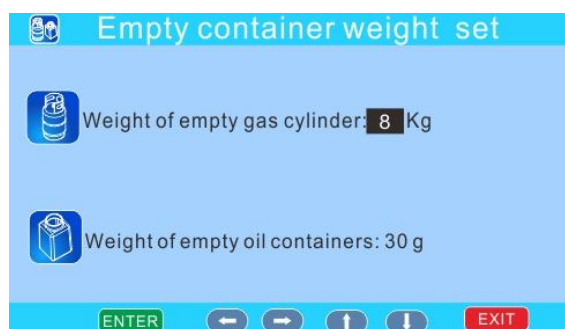 Empty container weight set
Weight of empty gas cylinder: 8 Kg
Weight of empty oil containers: 30 g
ENTER ← → ↑ ↓ EXIT